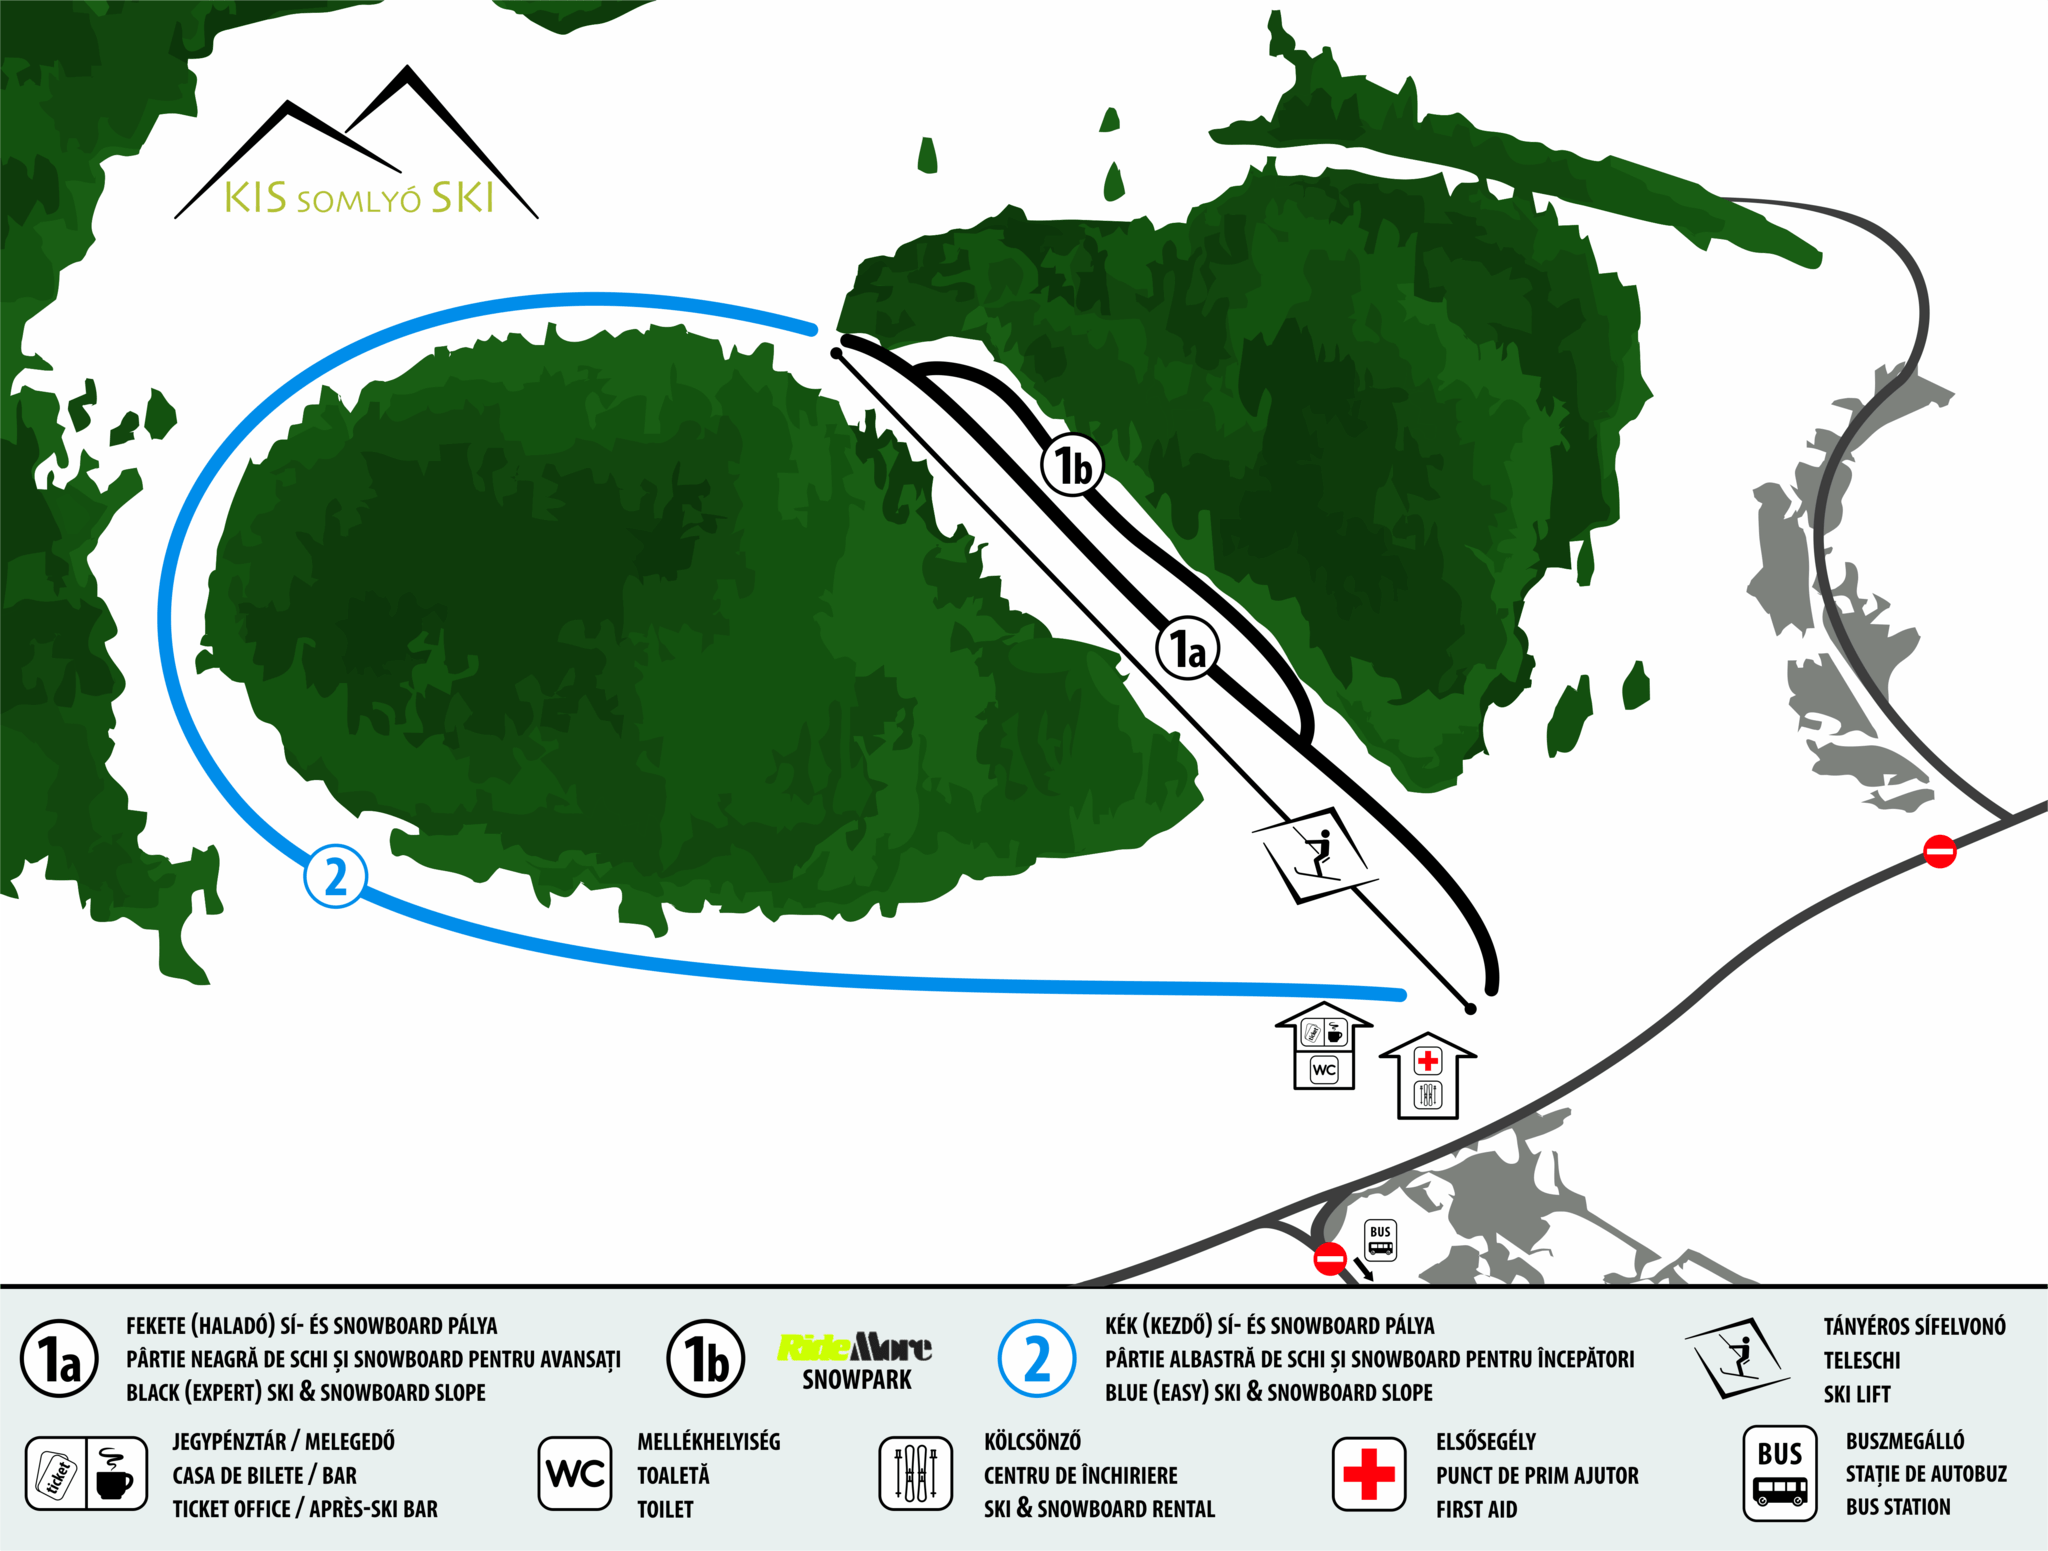 KIS SOMLYÓ SKI
1b
1a
2
ticket
WC
BUS
1a
FEKETE (HALADÓ) SÍ- ÉS SNOWBOARD PÁLYA
PÂRTIE NEAGRĂ DE SCHI ȘI SNOWBOARD PENTRU AVANSAȚI
BLACK (EXPERT) SKI & SNOWBOARD SLOPE
1b
RideMore
SNOWPARK
2
KÉK (KEZDŐ) SÍ- ÉS SNOWBOARD PÁLYA
PÂRTIE ALBASTRĂ DE SCHI ȘI SNOWBOARD PENTRU ÎNCEPĂTORI
BLUE (EASY) SKI & SNOWBOARD SLOPE
TÁNYÉROS SÍFELVONÓ
TELESCHI
SKI LIFT
ticket
JEGYPÉNZTÁR / MELEGEDŐ
CASA DE BILETE / BAR
TICKET OFFICE / APRÈS-SKI BAR
WC
MELLÉKHELYISÉG
TOALETĂ
TOILET
KÖLCSÖNZŐ
CENTRU DE ÎNCHIRIERE
SKI & SNOWBOARD RENTAL
ELSŐSEGÉLY
PUNCT DE PRIM AJUTOR
FIRST AID
BUS
BUSZMEGÁLLÓ
STAȚIE DE AUTOBUZ
BUS STATION